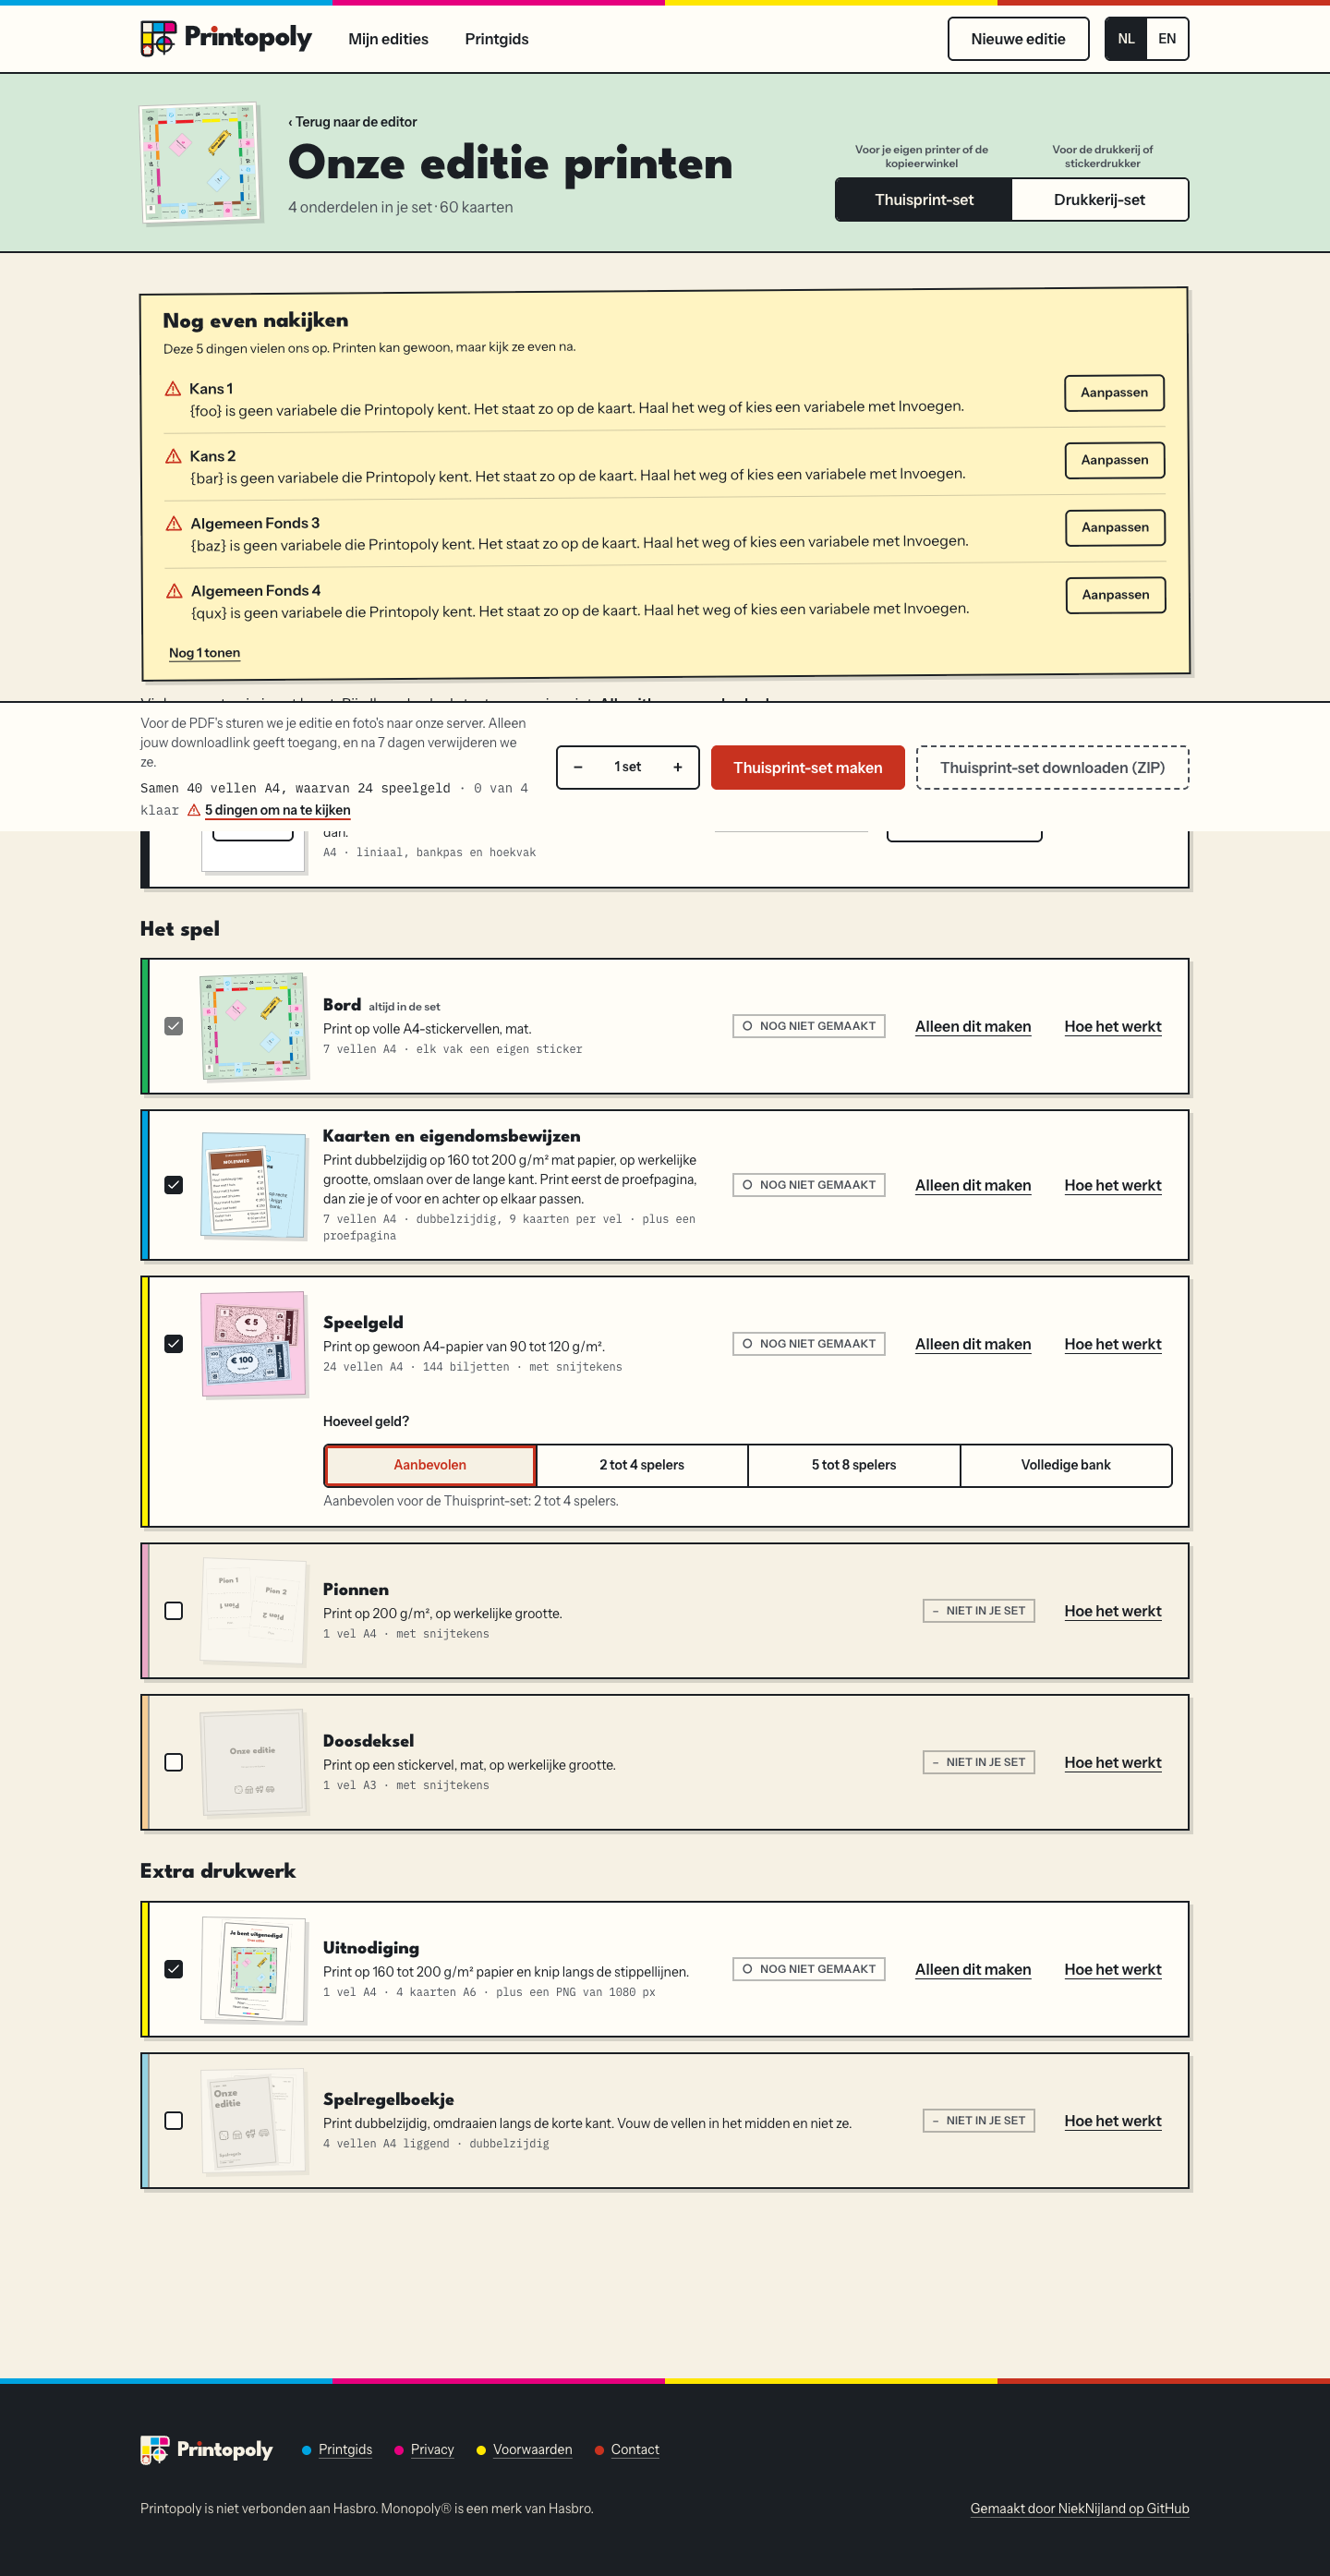 Printopoly
Mijn edities
Printgids
Nieuwe editie
NL
EN
‹ Terug naar de editor
Onze editie printen
4 onderdelen in je set · 60 kaarten
Voor je eigen printer of de
kopieerwinkel
Voor de drukkerij of
stickerdrukker
Thuisprint-set
Drukkerij-set
Nog even nakijken
Deze 5 dingen vielen ons op. Printen kan gewoon, maar kijk ze even na.
Kans 1
{foo} is geen variabele die Printopoly kent. Het staat zo op de kaart. Haal het weg of kies een variabele met Invoegen.
Aanpassen
Kans 2
{bar} is geen variabele die Printopoly kent. Het staat zo op de kaart. Haal het weg of kies een variabele met Invoegen.
Aanpassen
Algemeen Fonds 3
{baz} is geen variabele die Printopoly kent. Het staat zo op de kaart. Haal het weg of kies een variabele met Invoegen.
Aanpassen
Algemeen Fonds 4
{qux} is geen variabele die Printopoly kent. Het staat zo op de kaart. Haal het weg of kies een variabele met Invoegen.
Aanpassen
Nog 1 tonen
Voor de PDF's sturen we je editie en foto's naar onze server. Alleen
jouw downloadlink geeft toegang, en na 7 dagen verwijderen we
ze.
Samen 40 vellen A4, waarvan 24 speelgeld · 0 van 4
klaar 5 dingen om na te kijken
− 1 set +
Thuisprint-set maken
Thuisprint-set downloaden (ZIP)
dan.
A4 · liniaal, bankpas en hoekvak
Het spel
Bord altijd in de set
Print op volle A4-stickervellen, mat.
7 vellen A4 · elk vak een eigen sticker
NOG NIET GEMAAKT
Alleen dit maken
Hoe het werkt
Kaarten en eigendomsbewijzen
Print dubbelzijdig op 160 tot 200 g/m² mat papier, op werkelijke
grootte, omslaan over de lange kant. Print eerst de proefpagina,
dan zie je of voor en achter op elkaar passen.
7 vellen A4 · dubbelzijdig, 9 kaarten per vel · plus een
proefpagina
NOG NIET GEMAAKT
Alleen dit maken
Hoe het werkt
€ 5
€ 100
Speelgeld
Print op gewoon A4-papier van 90 tot 120 g/m².
24 vellen A4 · 144 biljetten · met snijtekens
NOG NIET GEMAAKT
Alleen dit maken
Hoe het werkt
Hoeveel geld?
Aanbevolen
2 tot 4 spelers
5 tot 8 spelers
Volledige bank
Aanbevolen voor de Thuisprint-set: 2 tot 4 spelers.
Pion 1
Pion 2
Pion 1
Pion 2
Pionnen
Print op 200 g/m², op werkelijke grootte.
1 vel A4 · met snijtekens
– NIET IN JE SET
Hoe het werkt
Onze editie
Doosdeksel
Print op een stickervel, mat, op werkelijke grootte.
1 vel A3 · met snijtekens
– NIET IN JE SET
Hoe het werkt
Extra drukwerk
Je bent uitgenodigd
Uitnodiging
Print op 160 tot 200 g/m² papier en knip langs de stippellijnen.
1 vel A4 · 4 kaarten A6 · plus een PNG van 1080 px
NOG NIET GEMAAKT
Alleen dit maken
Hoe het werkt
Onze
editie
Spelregelboekje
Print dubbelzijdig, omdraaien langs de korte kant. Vouw de vellen in het midden en niet ze.
4 vellen A4 liggend · dubbelzijdig
– NIET IN JE SET
Hoe het werkt
Printopoly
Printgids
Privacy
Voorwaarden
Contact
Printopoly is niet verbonden aan Hasbro. Monopoly® is een merk van Hasbro.
Gemaakt door NiekNijland op GitHub